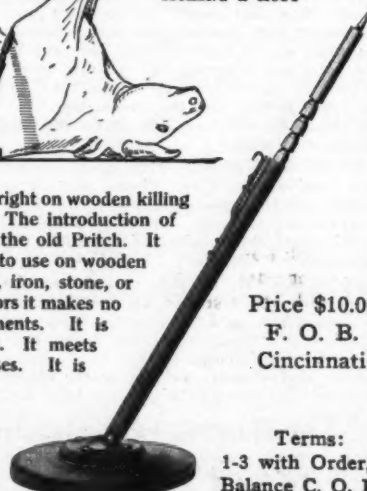 right on wooden killing
The introduction of
the old Pritch. It
to use on wooden
iron, stone, or
ors it makes no
ments. It is
It meets
ses. It is
Price $10.0
F. O. B.
Cincinnati
Terms:
1-3 with Order,
Balance C. O. D